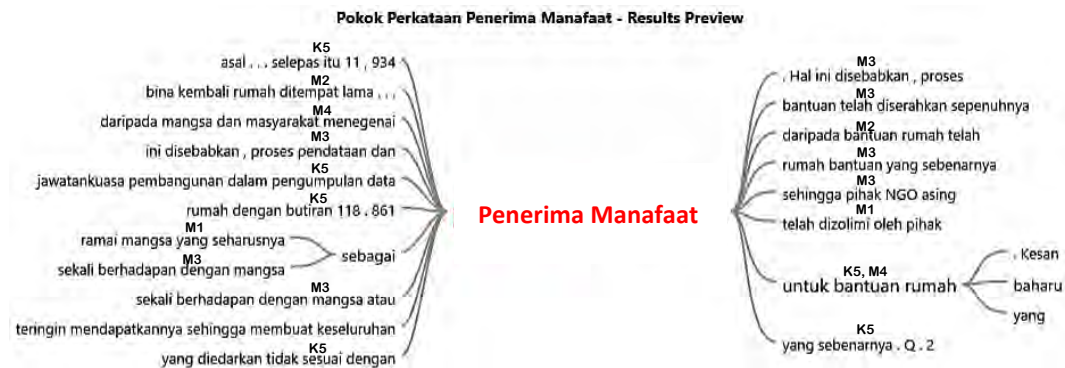 Pokok Perkataan Penerima Manafaat - Results Preview
K5
asal . . . selepas itu 11 , 934
M2
bina kembali rumah ditempat lama . . .
M4
daripada mangsa dan masyarakat menegenai
M3
ini disebabkan , proses pendataan dan
K5
jawatankuasa pembangunan dalam pengumpulan data
K5
rumah dengan butiran 118 . 861
M1
ramai mangsa yang seharusnya
sebagai
M3
sekali berhadapan dengan mangsa
M3
sekali berhadapan dengan mangsa atau
teringin mendapatkannya sehingga membuat keseluruhan
K5
yang diedarkan tidak sesuai dengan
Penerima Manafaat
M3
. Hal ini disebabkan , proses
M3
bantuan telah diserahkan sepenuhnya
M2
daripada bantuan rumah telah
M3
rumah bantuan yang sebenarnya
M3
sehingga pihak NGO asing
M1
telah dizolimi oleh pihak
K5, M4
untuk bantuan rumah
. Kesan
baharu
yang
K5
yang sebenarnya . Q . 2